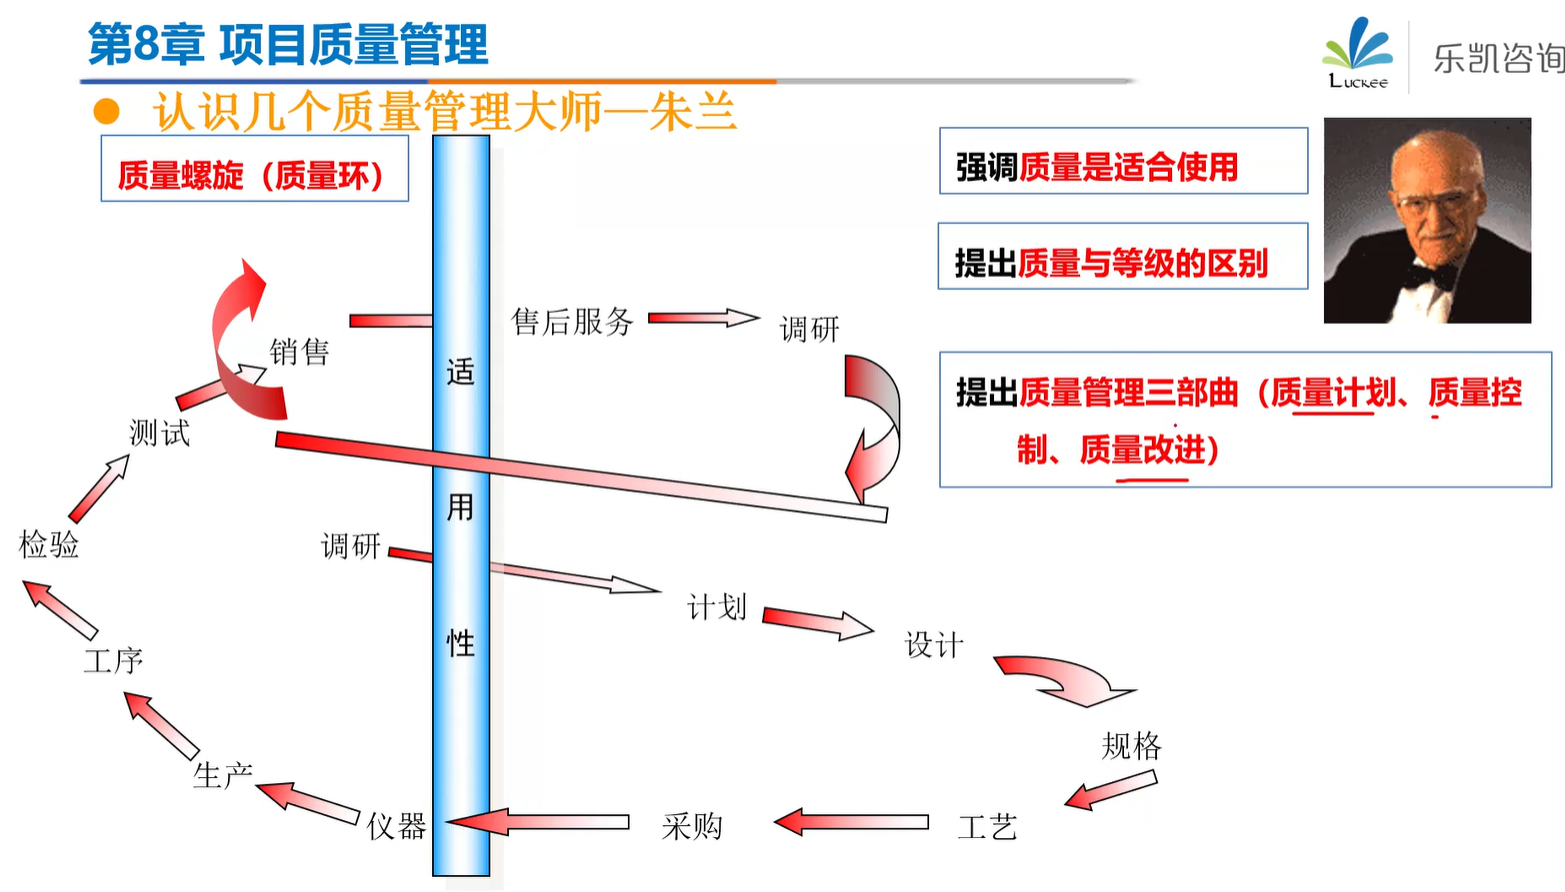 第8章 项目质量管理
LUCKEE
乐凯咨询
认识几个质量管理大师—朱兰
质量螺旋（质量环）
强调质量是适合使用
提出质量与等级的区别
提出质量管理三部曲（质量计划、质量控
制、质量改进）
适
用
性
售后服务
调研
销售
测试
检验
调研
计划
设计
工序
规格
生产
仪器
采购
工艺